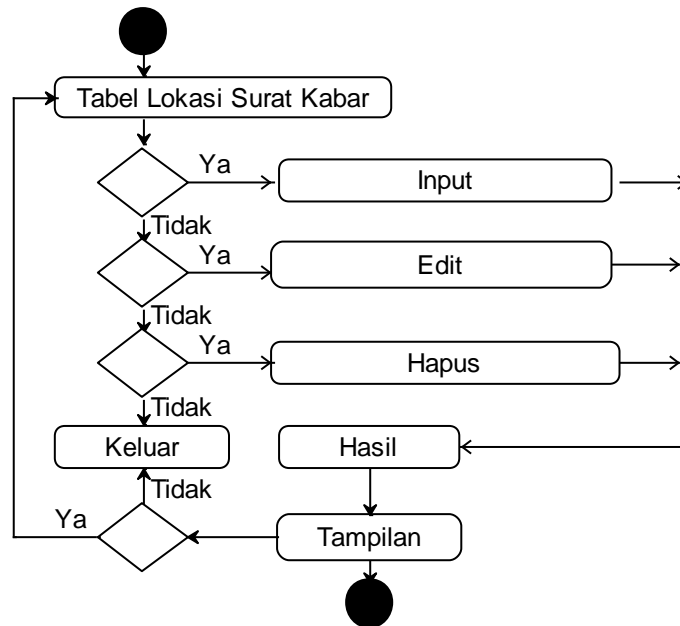 Tabel Lokasi Surat Kabar
Ya
Input
Tidak
Ya
Edit
Tidak
Ya
Hapus
Tidak
Keluar
Hasil
Tidak
Ya
Tampilan